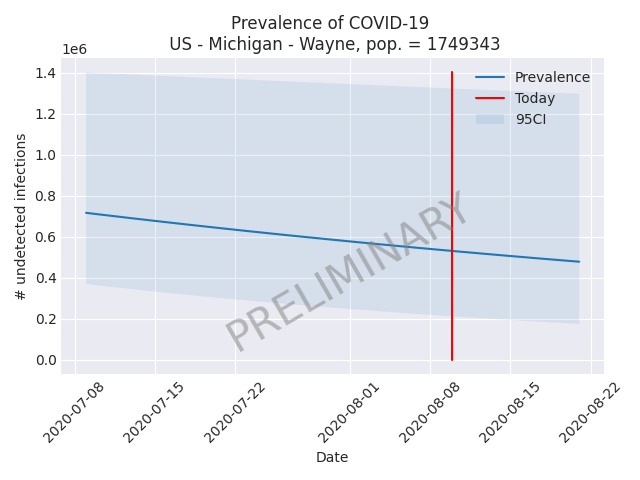 Prevalence of COVID-19
US - Michigan - Wayne, pop. = 1749343
1e6
1.4
1.2
1.0
0.8
0.6
0.4
0.2
0.0
# undetected infections
Prevalence
Today
95CI
PRELIMINARY
2020-07-08
2020-07-15
2020-07-22
2020-08-01
2020-08-08
2020-08-15
2020-08-22
Date